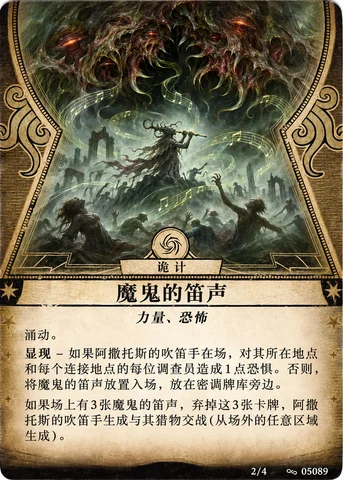 诡计
魔鬼的笛声
力量、恐怖
涌动。
显现 – 如果阿撒托斯的吹笛手在场，对其所在地点
和每个连接地点的每位调查员造成1点恐惧。否则，
将魔鬼的笛声放置入场，放在密谋牌库旁边。
如果场上有3张魔鬼的笛声，弃掉这3张卡牌，阿撒
托斯的吹笛手生成与其猎物交战(从场外的任意区域
生成)。
2/4 05089